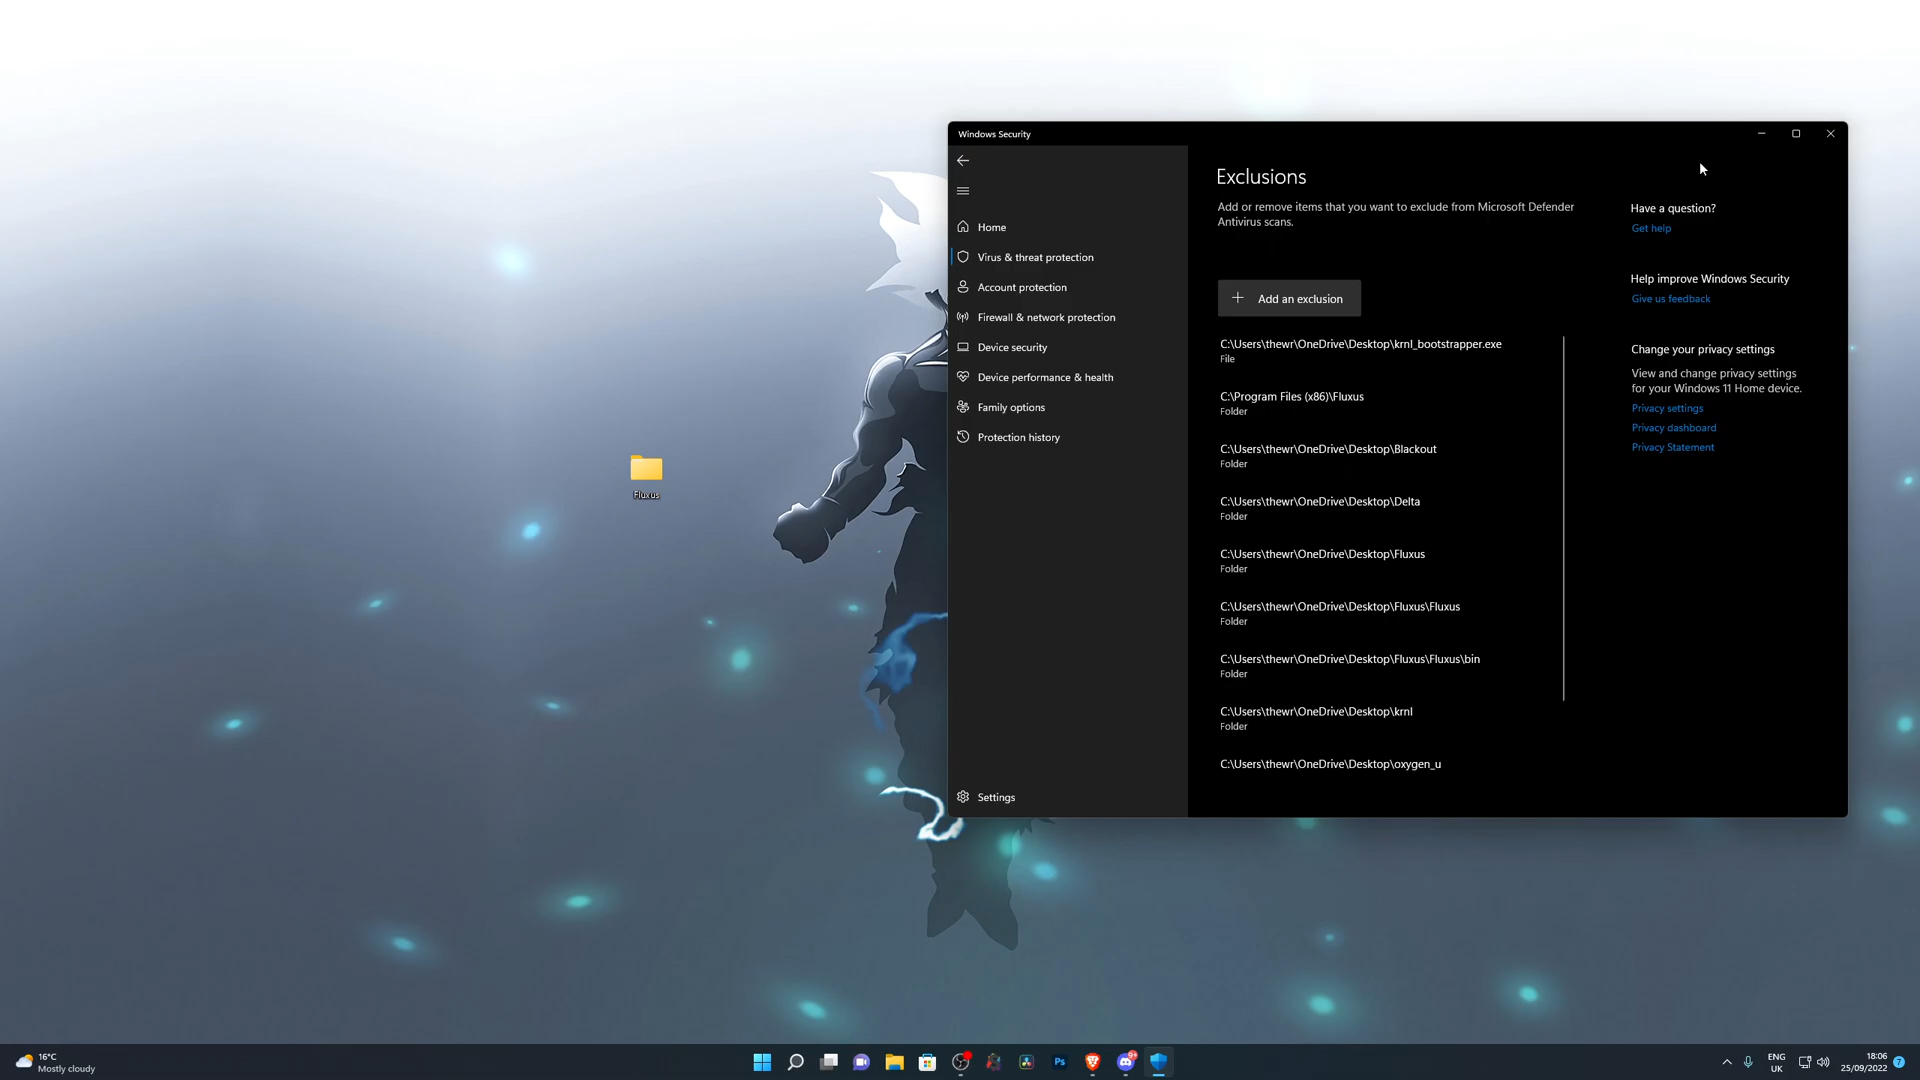 Windows Security
Home
Virus & threat protection
Account protection
Firewall & network protection
Device security
Device performance & health
Family options
Protection history
Settings
Exclusions
Add or remove items that you want to exclude from Microsoft Defender
Antivirus scans.
Add an exclusion
C:\Users\thewr\OneDrive\Desktop\krnl_bootstrapper.exe
File
C:\Program Files (x86)\Fluxus
Folder
C:\Users\thewr\OneDrive\Desktop\Blackout
Folder
C:\Users\thewr\OneDrive\Desktop\Delta
Folder
C:\Users\thewr\OneDrive\Desktop\Fluxus
Folder
C:\Users\thewr\OneDrive\Desktop\Fluxus\Fluxus
Folder
C:\Users\thewr\OneDrive\Desktop\Fluxus\Fluxus\bin
Folder
C:\Users\thewr\OneDrive\Desktop\krnl
Folder
C:\Users\thewr\OneDrive\Desktop\oxygen_u
Have a question?
Get help
Help improve Windows Security
Give us feedback
Change your privacy settings
View and change privacy settings
for your Windows 11 Home device.
Privacy settings
Privacy dashboard
Privacy Statement
Fluxus
16°C
Mostly cloudy
Ps
9+
ENG
UK
18:06
25/09/2022
7